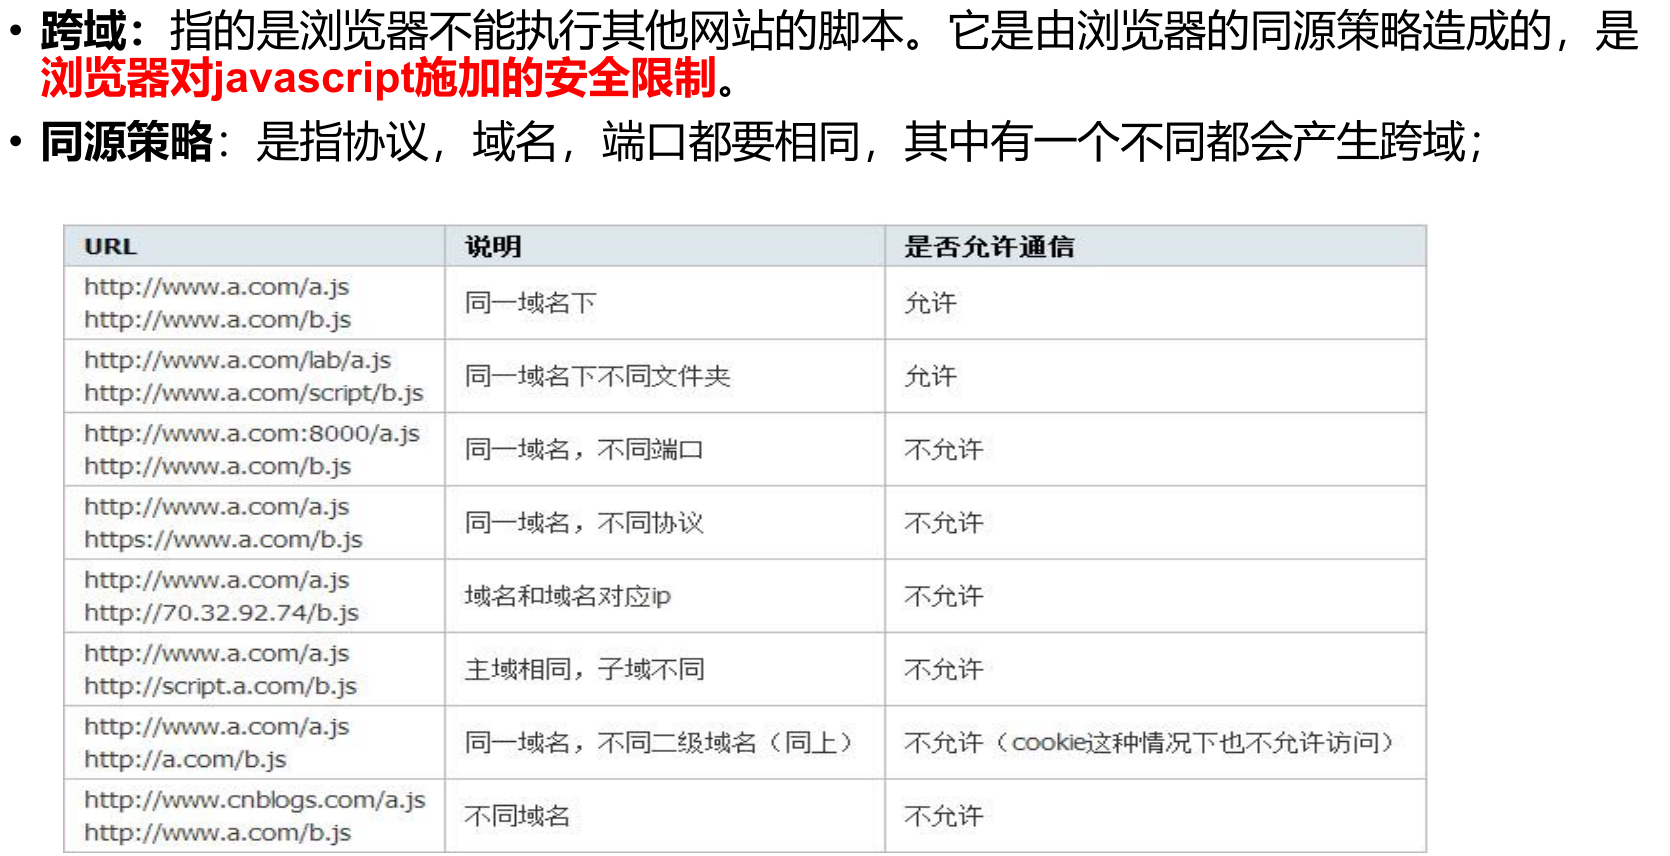 • 跨域：指的是浏览器不能执行其他网站的脚本。它是由浏览器的同源策略造成的，是
浏览器对javascript施加的安全限制。
• 同源策略：是指协议，域名，端口都要相同，其中有一个不同都会产生跨域；
URL 说明 是否允许通信
http://www.a.com/a.js
http://www.a.com/b.js
同一域名下 允许
http://www.a.com/lab/a.js
http://www.a.com/script/b.js
同一域名下不同文件夹 允许
http://www.a.com:8000/a.js
http://www.a.com/b.js
同一域名，不同端口 不允许
http://www.a.com/a.js
https://www.a.com/b.js
同一域名，不同协议 不允许
http://www.a.com/a.js
http://70.32.92.74/b.js
域名和域名对应ip 不允许
http://www.a.com/a.js
http://script.a.com/b.js
主域相同，子域不同 不允许
http://www.a.com/a.js
http://a.com/b.js
同一域名，不同二级域名（同上） 不允许（cookie这种情况下也不允许访问）
http://www.cnblogs.com/a.js
http://www.a.com/b.js
不同域名 不允许